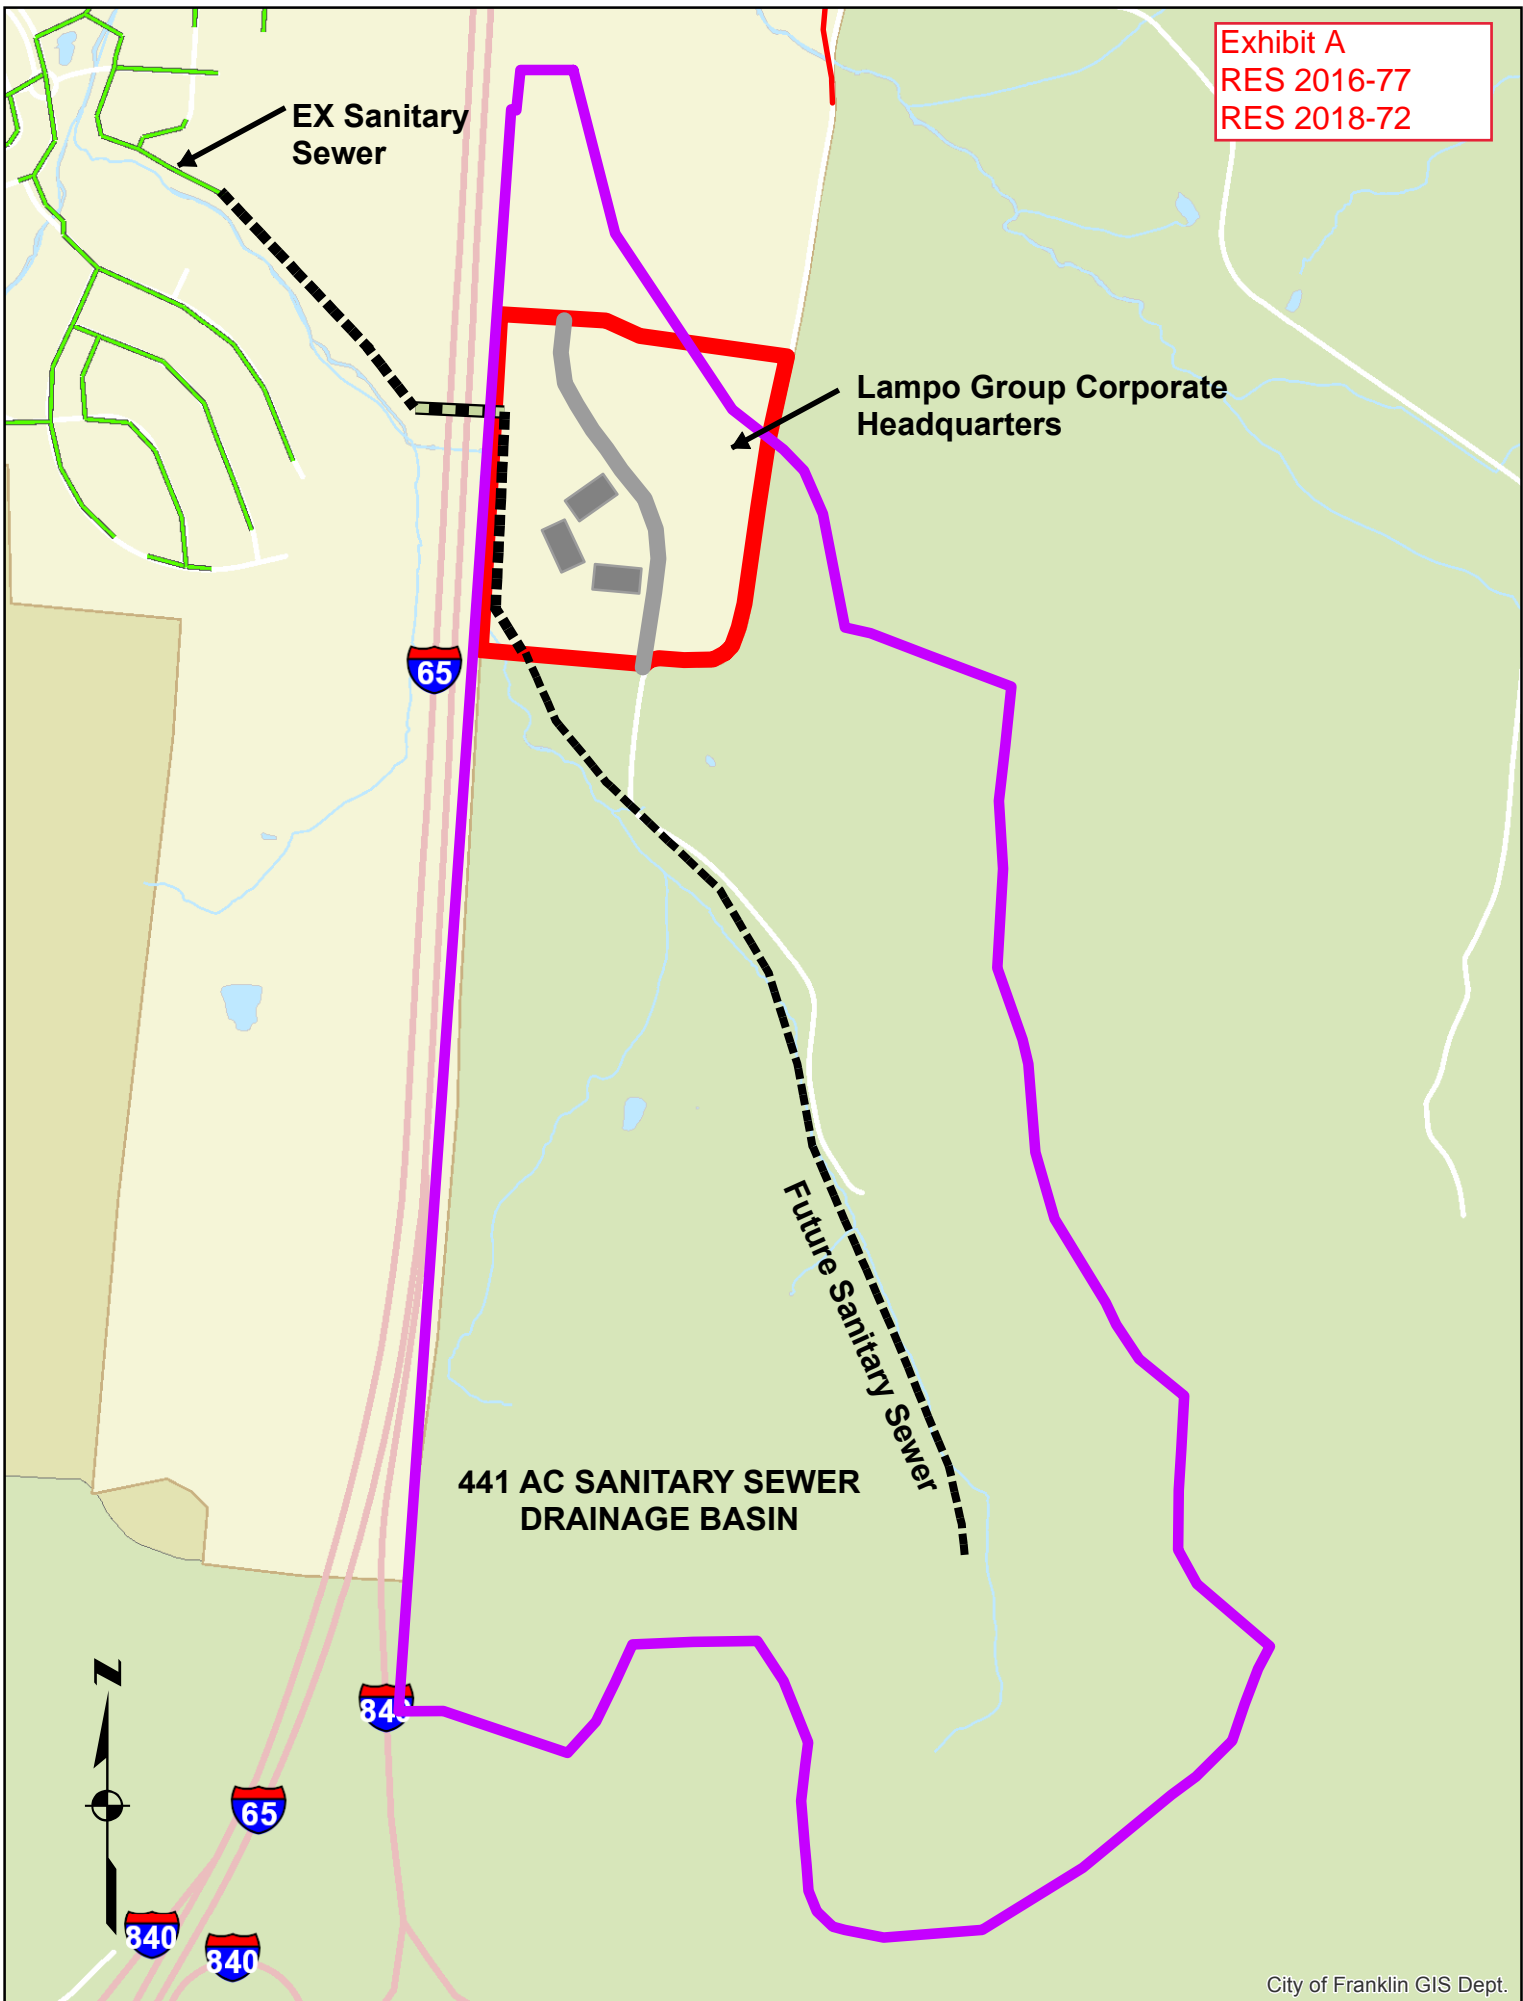 Exhibit A
RES 2016-77
RES 2018-72
EX Sanitary
Sewer
Lampo Group Corporate
Headquarters
65
Future Sanitary Sewer
441 AC SANITARY SEWER
DRAINAGE BASIN
N
840
65
840
840
City of Franklin GIS Dept.